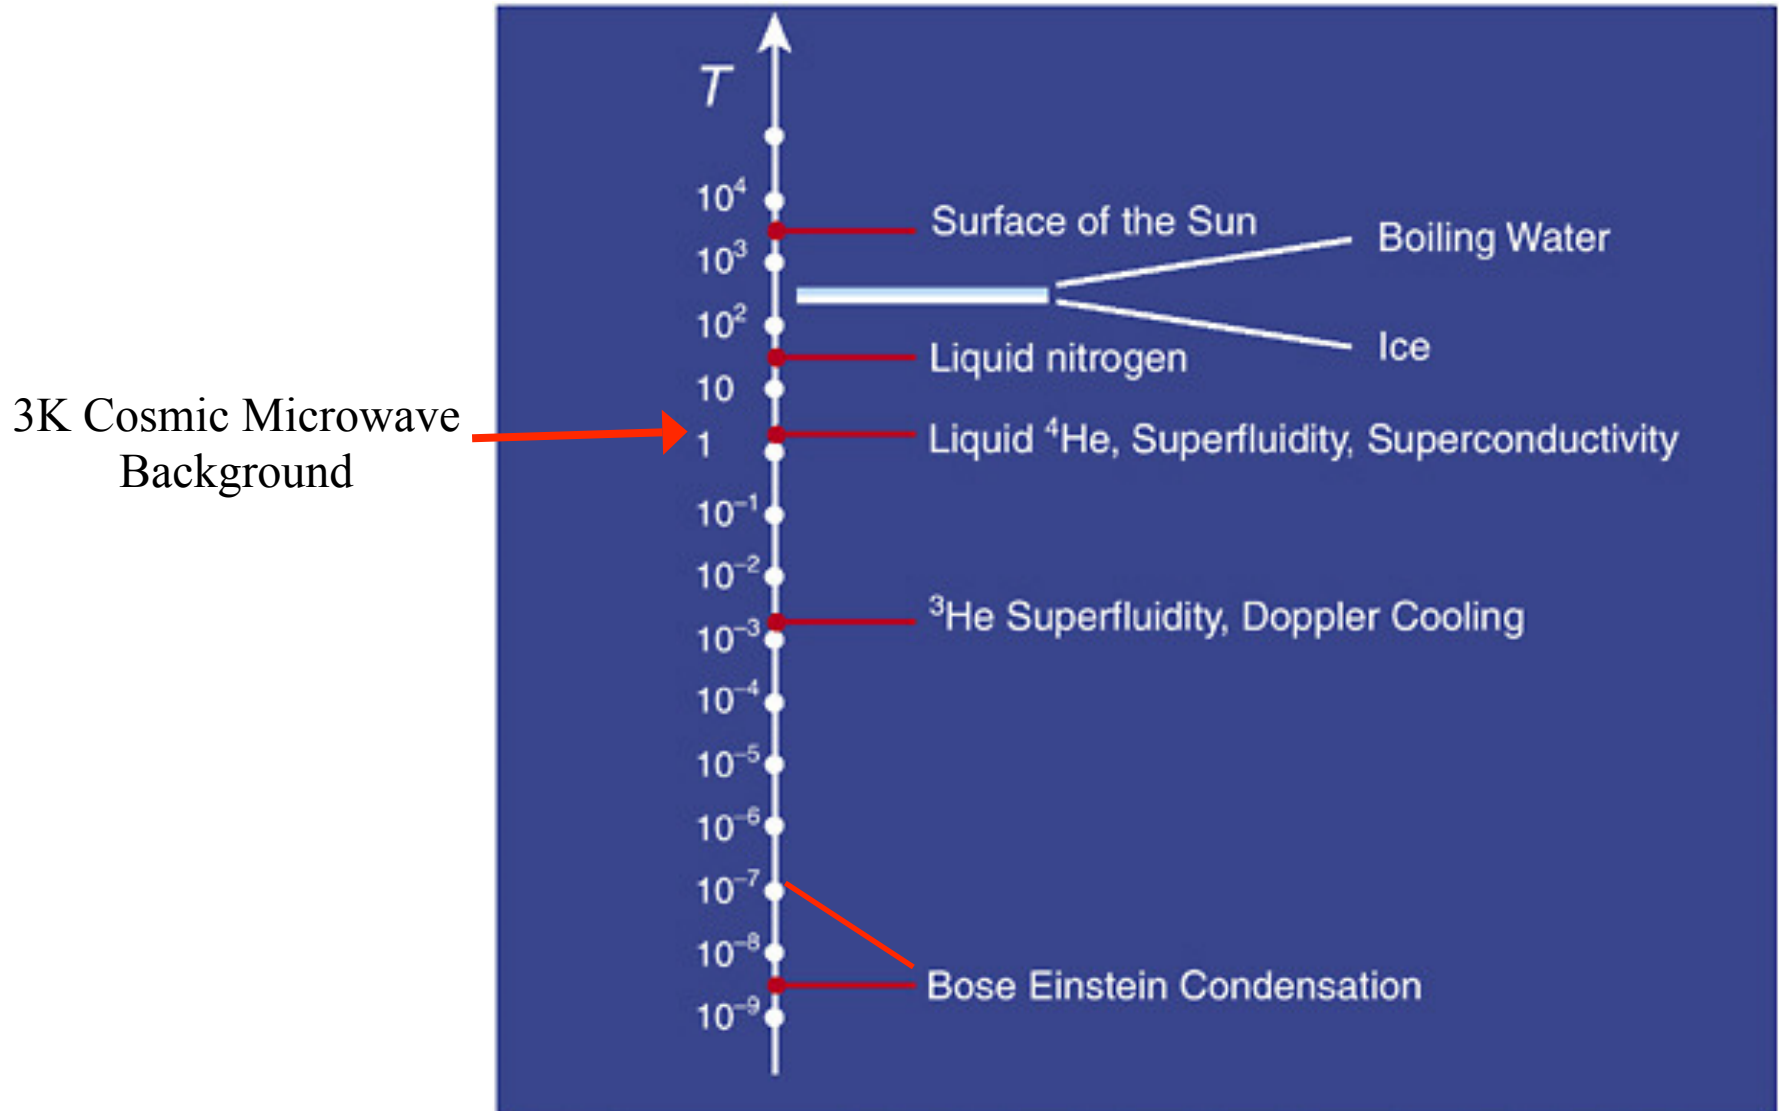 T
10⁴
Surface of the Sun
Boiling Water
10³
10²
Ice
Liquid nitrogen
10
3K Cosmic Microwave
Background
1
Liquid ⁴He, Superfluidity, Superconductivity
10⁻¹
10⁻²
³He Superfluidity, Doppler Cooling
10⁻³
10⁻⁴
10⁻⁵
10⁻⁶
10⁻⁷
10⁻⁸
Bose Einstein Condensation
10⁻⁹